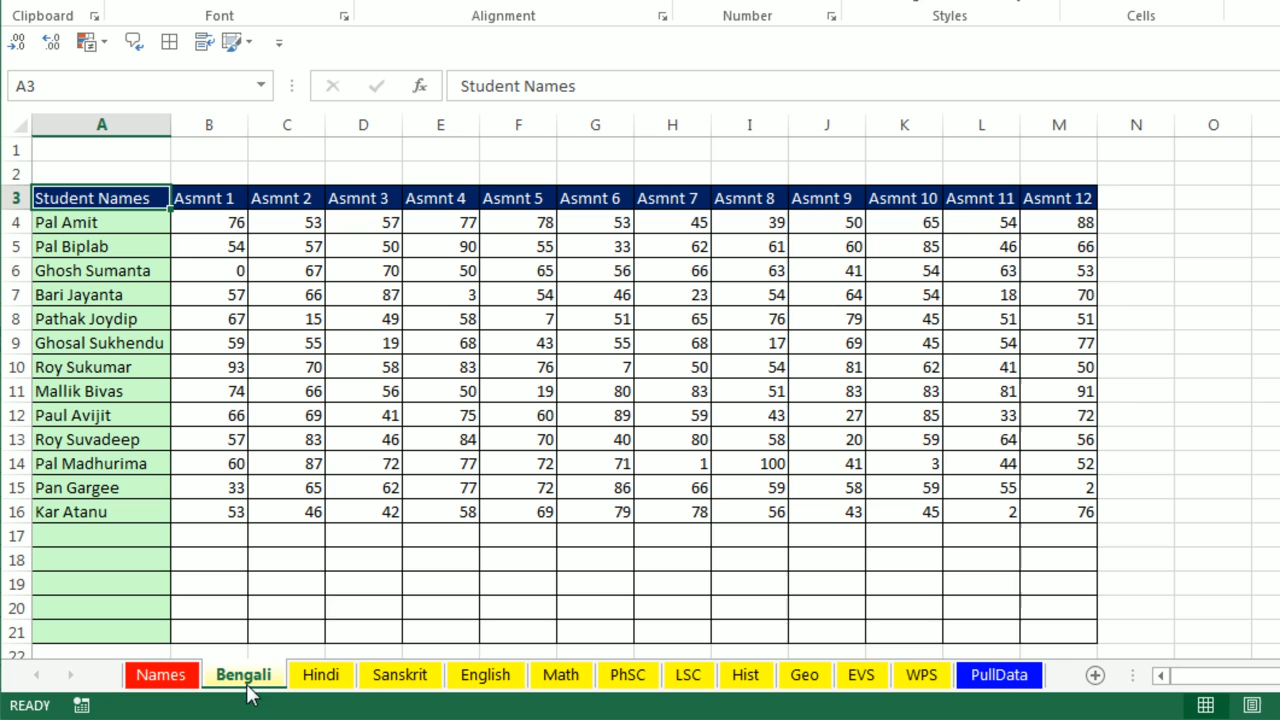 Clipboard Font Alignment Number Styles Cells
.00 →.0 ←.0 .00
A3 fx Student Names
A B C D E F G H I J K L M N O
1
2
3 Student Names Asmnt 1 Asmnt 2 Asmnt 3 Asmnt 4 Asmnt 5 Asmnt 6 Asmnt 7 Asmnt 8 Asmnt 9 Asmnt 10 Asmnt 11 Asmnt 12
4 Pal Amit 76 53 57 77 78 53 45 39 50 65 54 88
5 Pal Biplab 54 57 50 90 55 33 62 61 60 85 46 66
6 Ghosh Sumanta 0 67 70 50 65 56 66 63 41 54 63 53
7 Bari Jayanta 57 66 87 3 54 46 23 54 64 54 18 70
8 Pathak Joydip 67 15 49 58 7 51 65 76 79 45 51 51
9 Ghosal Sukhendu 59 55 19 68 43 55 68 17 69 45 54 77
10 Roy Sukumar 93 70 58 83 76 7 50 54 81 62 41 50
11 Mallik Bivas 74 66 56 50 19 80 83 51 83 83 81 91
12 Paul Avijit 66 69 41 75 60 89 59 43 27 85 33 72
13 Roy Suvadeep 57 83 46 84 70 40 80 58 20 59 64 56
14 Pal Madhurima 60 87 72 77 72 71 1 100 41 3 44 52
15 Pan Gargee 33 65 62 77 72 86 66 59 58 59 55 2
16 Kar Atanu 53 46 42 58 69 79 78 56 43 45 2 76
17
18
19
20
21
22
Names Bengali Hindi Sanskrit English Math PhSC LSC Hist Geo EVS WPS PullData
READY